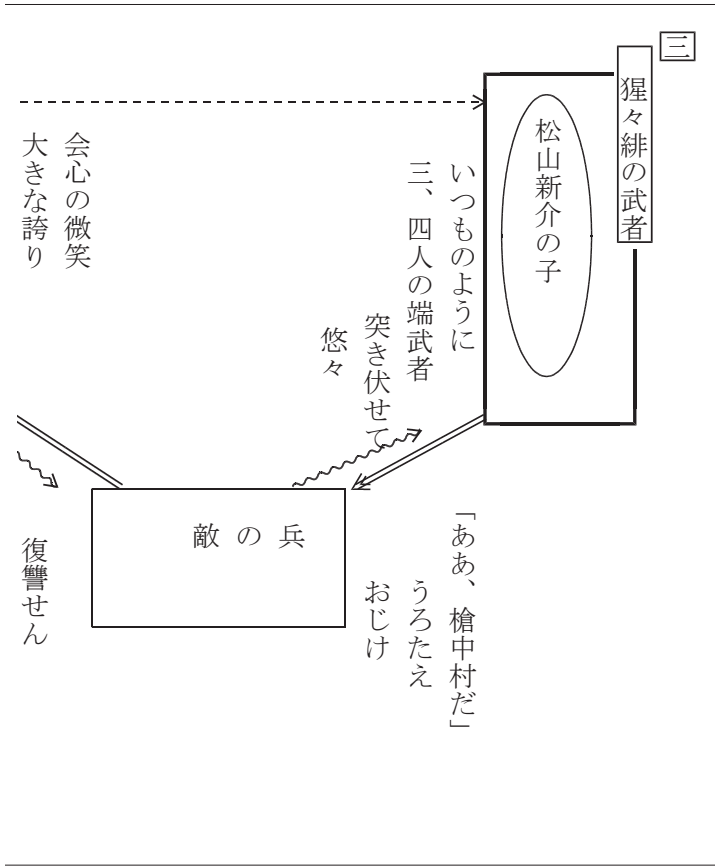 三
猩々緋の武者
松山新介の子
いつものように
三、四人の端武者
突き伏せて
悠々
会心の微笑
大きな誇り
「ああ、槍中村だ」
うろたえ
おじけ
敵の兵
復讐せん